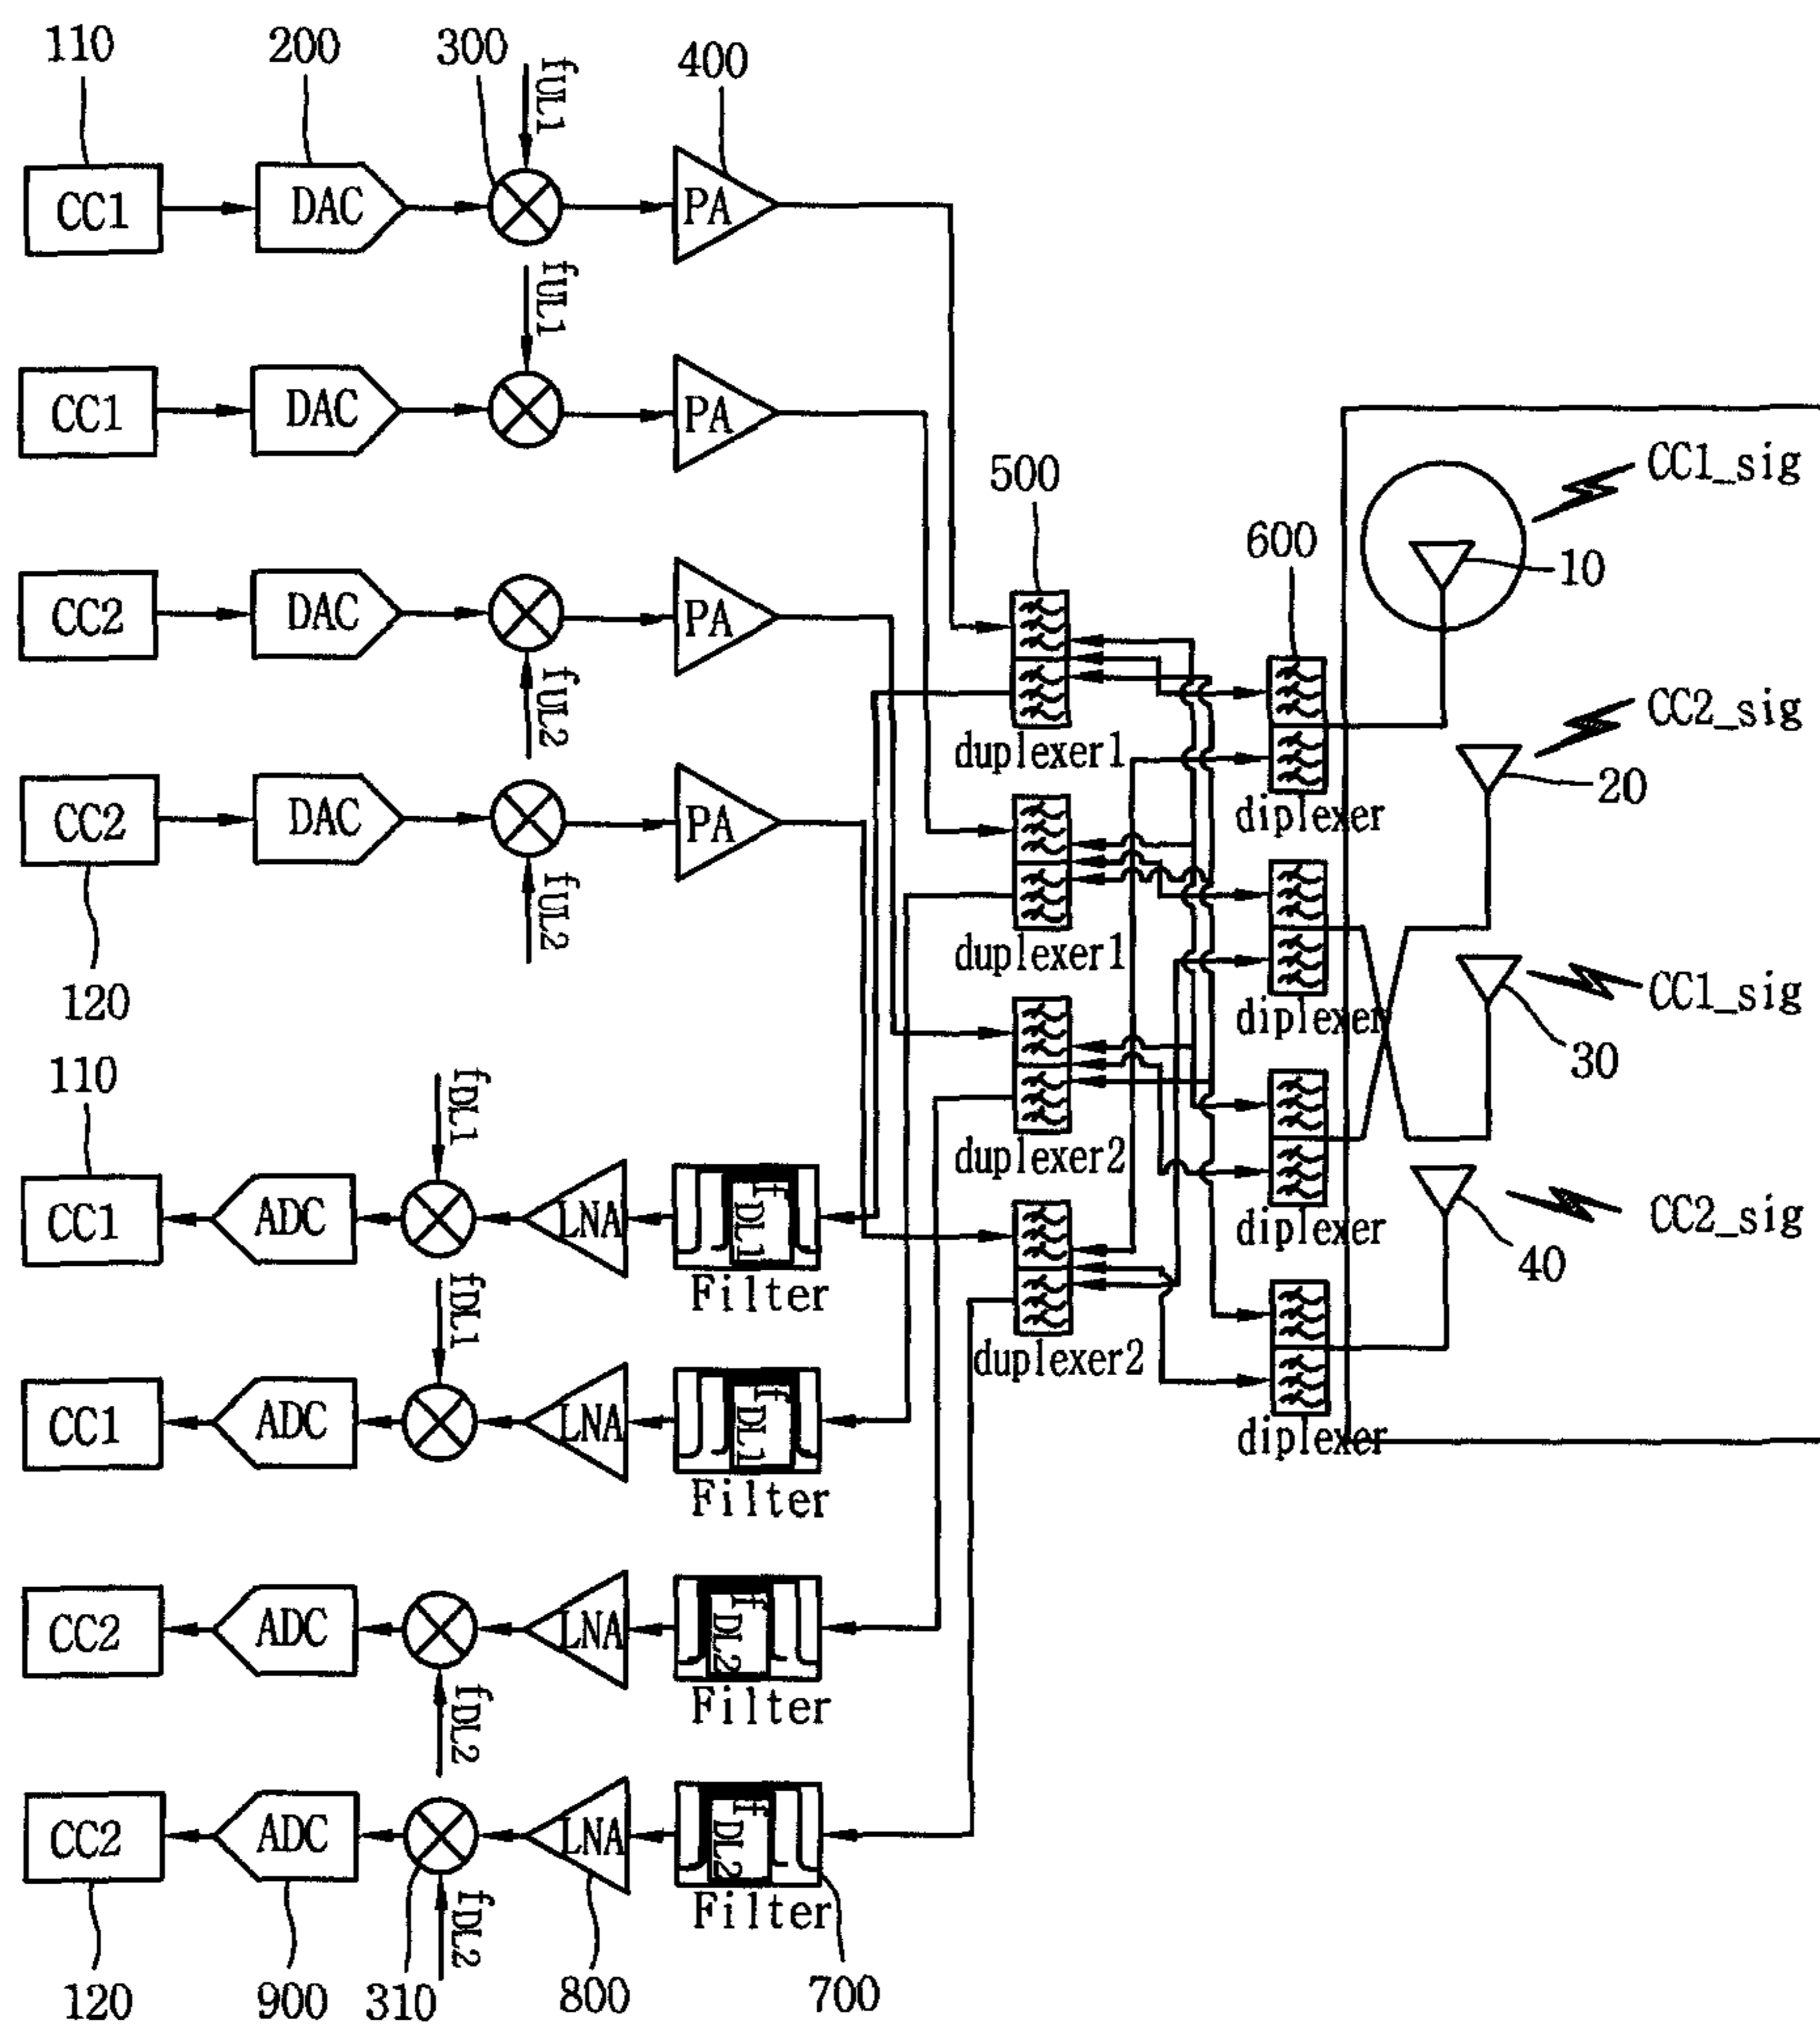 110 200 300 400
fUL1
CC1 DAC PA
fUL1
CC1 DAC PA
500 CC1_sig
600
10
CC2 DAC PA
fUL2
CC2_sig
duplexer1
20
CC2 DAC PA
diplexer
fUL2
duplexer1
120
CC1_sig
diplexer
30
110
fDL1
duplexer2
CC1 ADC LNA fDL1
diplexer
CC2_sig
40
Filter
fDL1
duplexer2
CC1 ADC LNA fDL1
diplexer
Filter
CC2 ADC LNA fDL2
Filter
fDL2
CC2 ADC LNA fDL2
Filter
fDL2
120 900 310 800 700